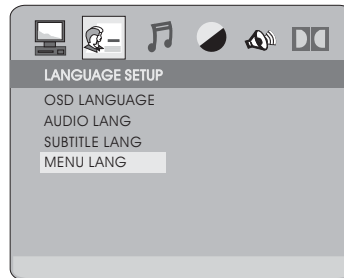 LANGUAGE SETUP
OSD LANGUAGE
AUDIO LANG
SUBTITLE LANG
MENU LANG